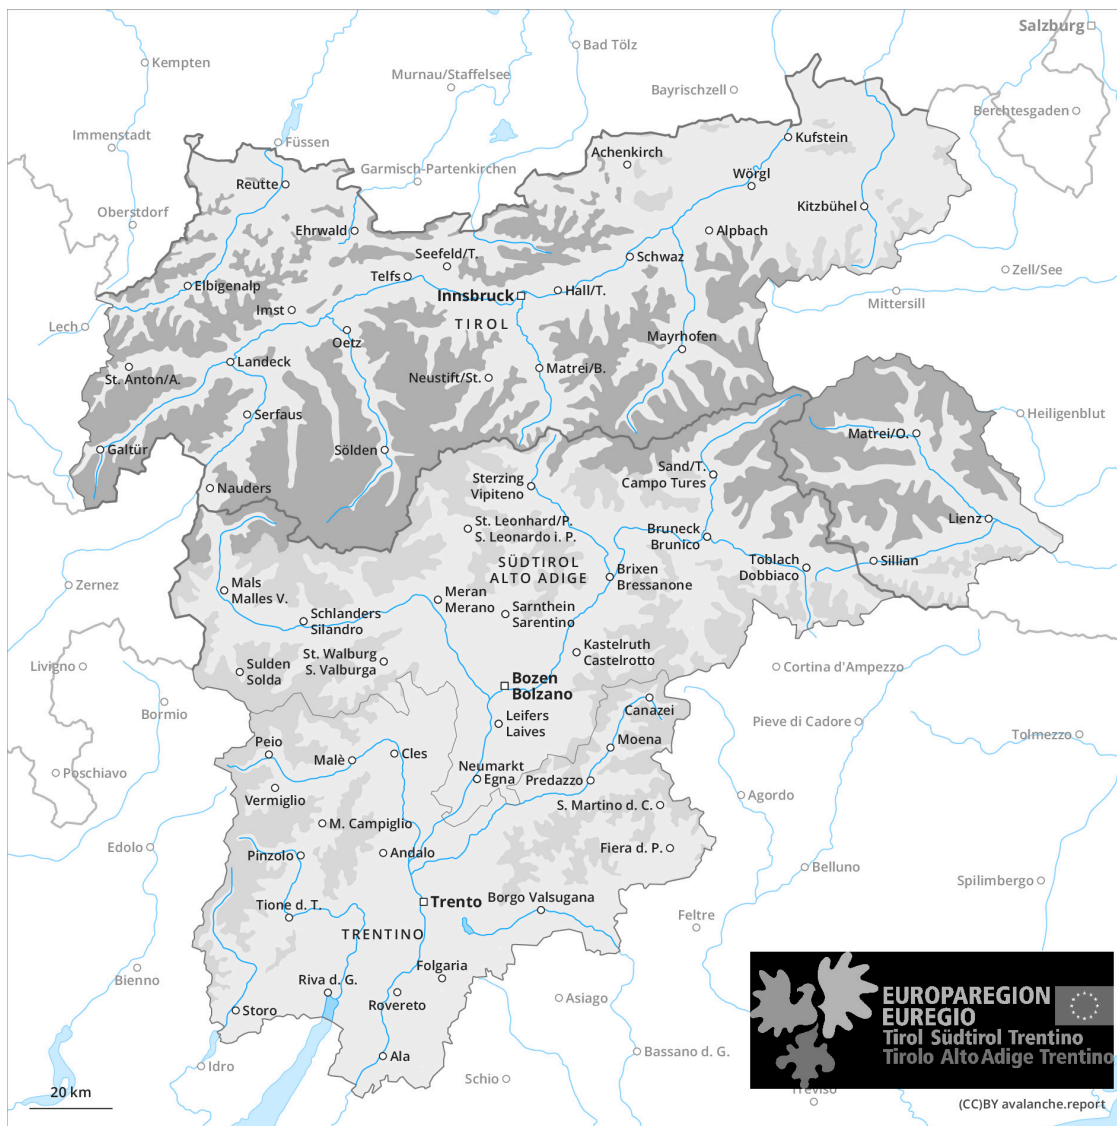 Salzburg
Bad Tölz
Kempten
Murnau/Staffelsee
Bayrischzell
Berchtesgaden
Immenstadt
Füssen
Kufstein
Achenkirch
Garmisch-Partenkirchen
Wörgl
Reutte
Oberstdorf
Kitzbühel
Ehrwald
Alpbach
Seefeld/T.
Schwaz
Zell/See
Telfs
Elbigenalp
Hall/T.
Innsbruck
Mittersill
Imst
TIROL
Lech
Oetz
Mayrhofen
Landeck
Matrei/B.
St. Anton/A.
Neustift/St.
Serfaus
Heiligenblut
Matrei/O.
Galtür
Sölden
Sand/T.
Campo Tures
Sterzing
Vipiteno
Nauders
St. Leonhard/P.
S. Leonardo i. P.
Lienz
Bruneck
Brunico
SÜDTIROL
ALTO ADIGE
Toblach
Dobbiaco
Sillian
Brixen
Bressanone
Zernez
Mals
Malles V.
Meran
Merano
Schlanders
Silandro
Sarnthein
Sarentino
Kastelruth
Castelrotto
St. Walburg
S. Valburga
Livigno
Sulden
Solda
Cortina d'Ampezzo
Bozen
Bolzano
Bormio
Canazei
Leifers
Laives
Pieve di Cadore
Tolmezzo
Peio
Malè
Cles
Moena
Neumarkt
Egna
Poschiavo
Predazzo
Vermiglio
Agordo
S. Martino d. C.
M. Campiglio
Edolo
Pinzolo
Andalo
Fiera d. P.
Belluno
Spilimbergo
Trento
Borgo Valsugana
Tione d. T.
Feltre
TRENTINO
Bienno
Folgaria
Riva d. G.
Rovereto
Asiago
Storo
EUROPAREGION
EUREGIO
Tirol Südtirol Trentino
Tirolo Alto Adige Trentino
Ala
Bassano d. G.
Idro
Schio
Treviso
20 km
(CC)BY avalanche.report